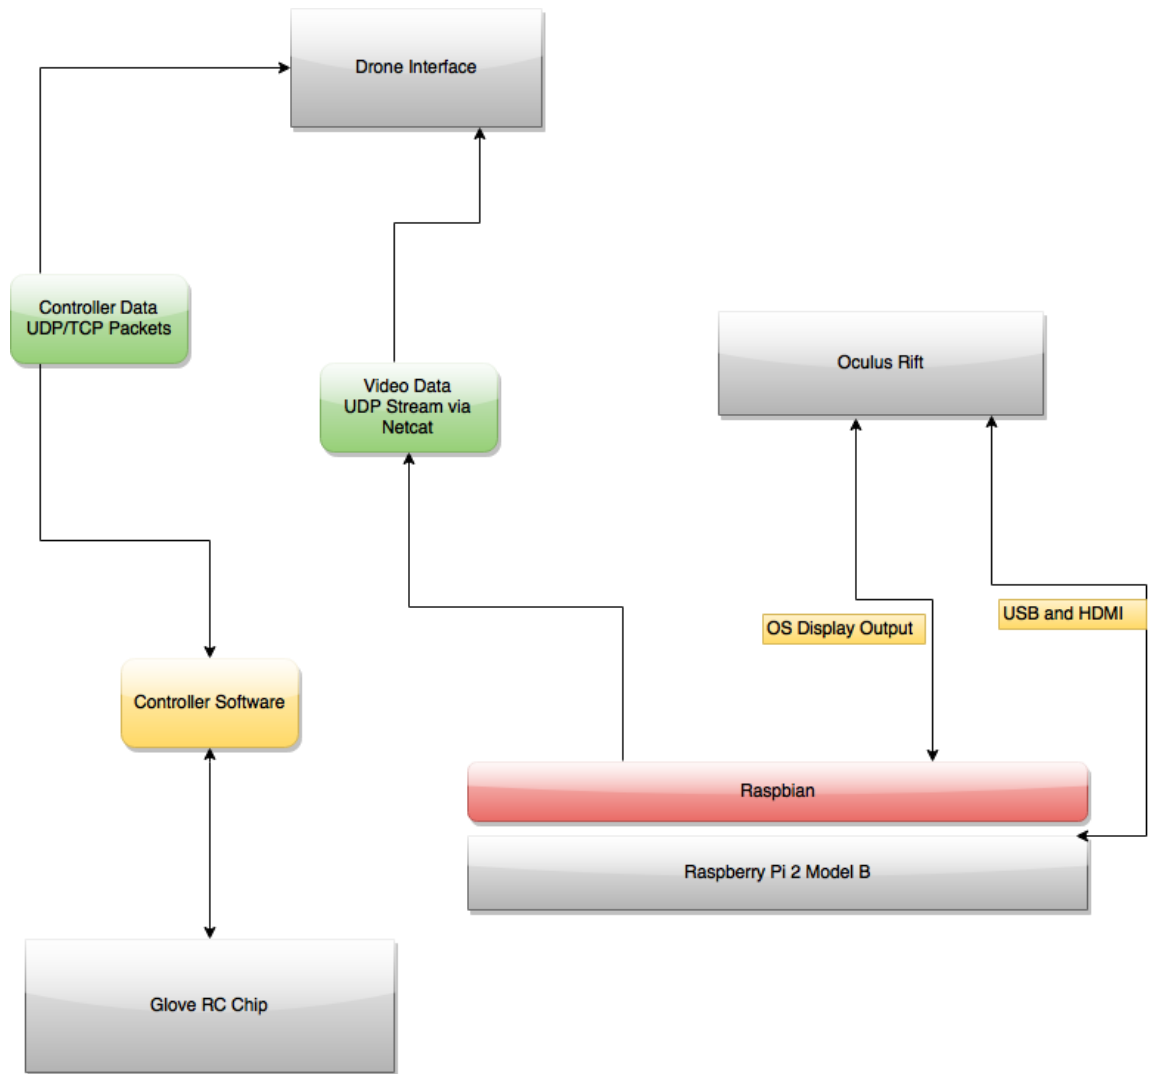 Drone Interface
Controller Data
UDP/TCP Packets
Video Data
UDP Stream via
Netcat
Oculus Rift
OS Display Output
USB and HDMI
Controller Software
Raspbian
Raspberry Pi 2 Model B
Glove RC Chip